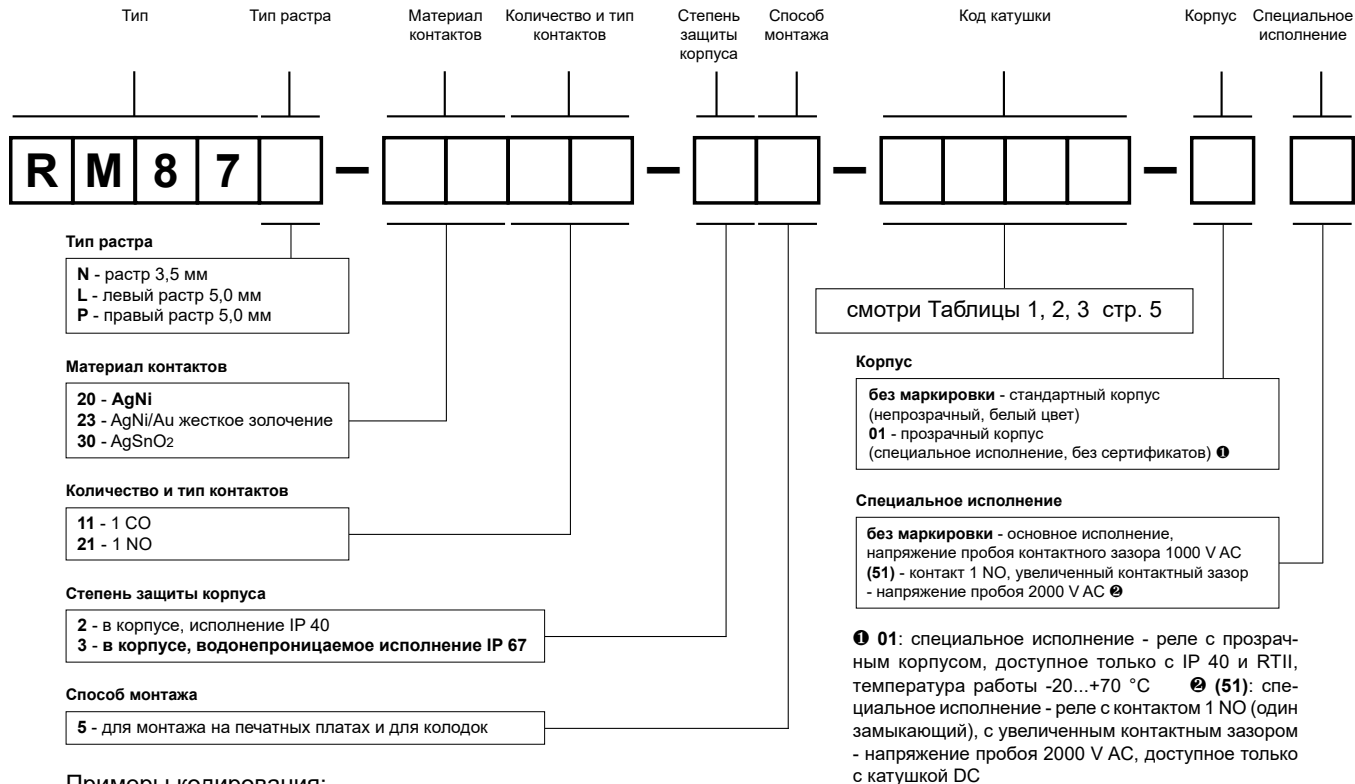 Тип
Тип растра
Материал
контактов
Количество и тип
контактов
Степень
защиты
корпуса
Способ
монтажа
Код катушки
Корпус
Специальное
исполнение
R M 8 7 – – – –
Тип растра
N - растр 3,5 мм
L - левый растр 5,0 мм
P - правый растр 5,0 мм
Материал контактов
20 - AgNi
23 - AgNi/Au жесткое золочение
30 - AgSnO2
Количество и тип контактов
11 - 1 CO
21 - 1 NO
Степень защиты корпуса
2 - в корпусе, исполнение IP 40
3 - в корпусе, водонепроницаемое исполнение IP 67
Способ монтажа
5 - для монтажа на печатных платах и для колодок
Примеры кодирования:
смотри Таблицы 1, 2, 3 стр. 5
Корпус
без маркировки - стандартный корпус
(непрозрачный, белый цвет)
01 - прозрачный корпус
(специальное исполнение, без сертификатов) ❶
Специальное исполнение
без маркировки - основное исполнение,
напряжение пробоя контактного зазора 1000 V AC
(51) - контакт 1 NO, увеличенный контактный зазор
- напряжение пробоя 2000 V AC ❷
❶ 01: специальное исполнение - реле с прозрач-
ным корпусом, доступное только с IP 40 и RTII,
температура работы -20...+70 °C ❷ (51): спе-
циальное исполнение - реле с контактом 1 NO (один
замыкающий), с увеличенным контактным зазором
- напряжение пробоя 2000 V AC, доступное только
с катушкой DC